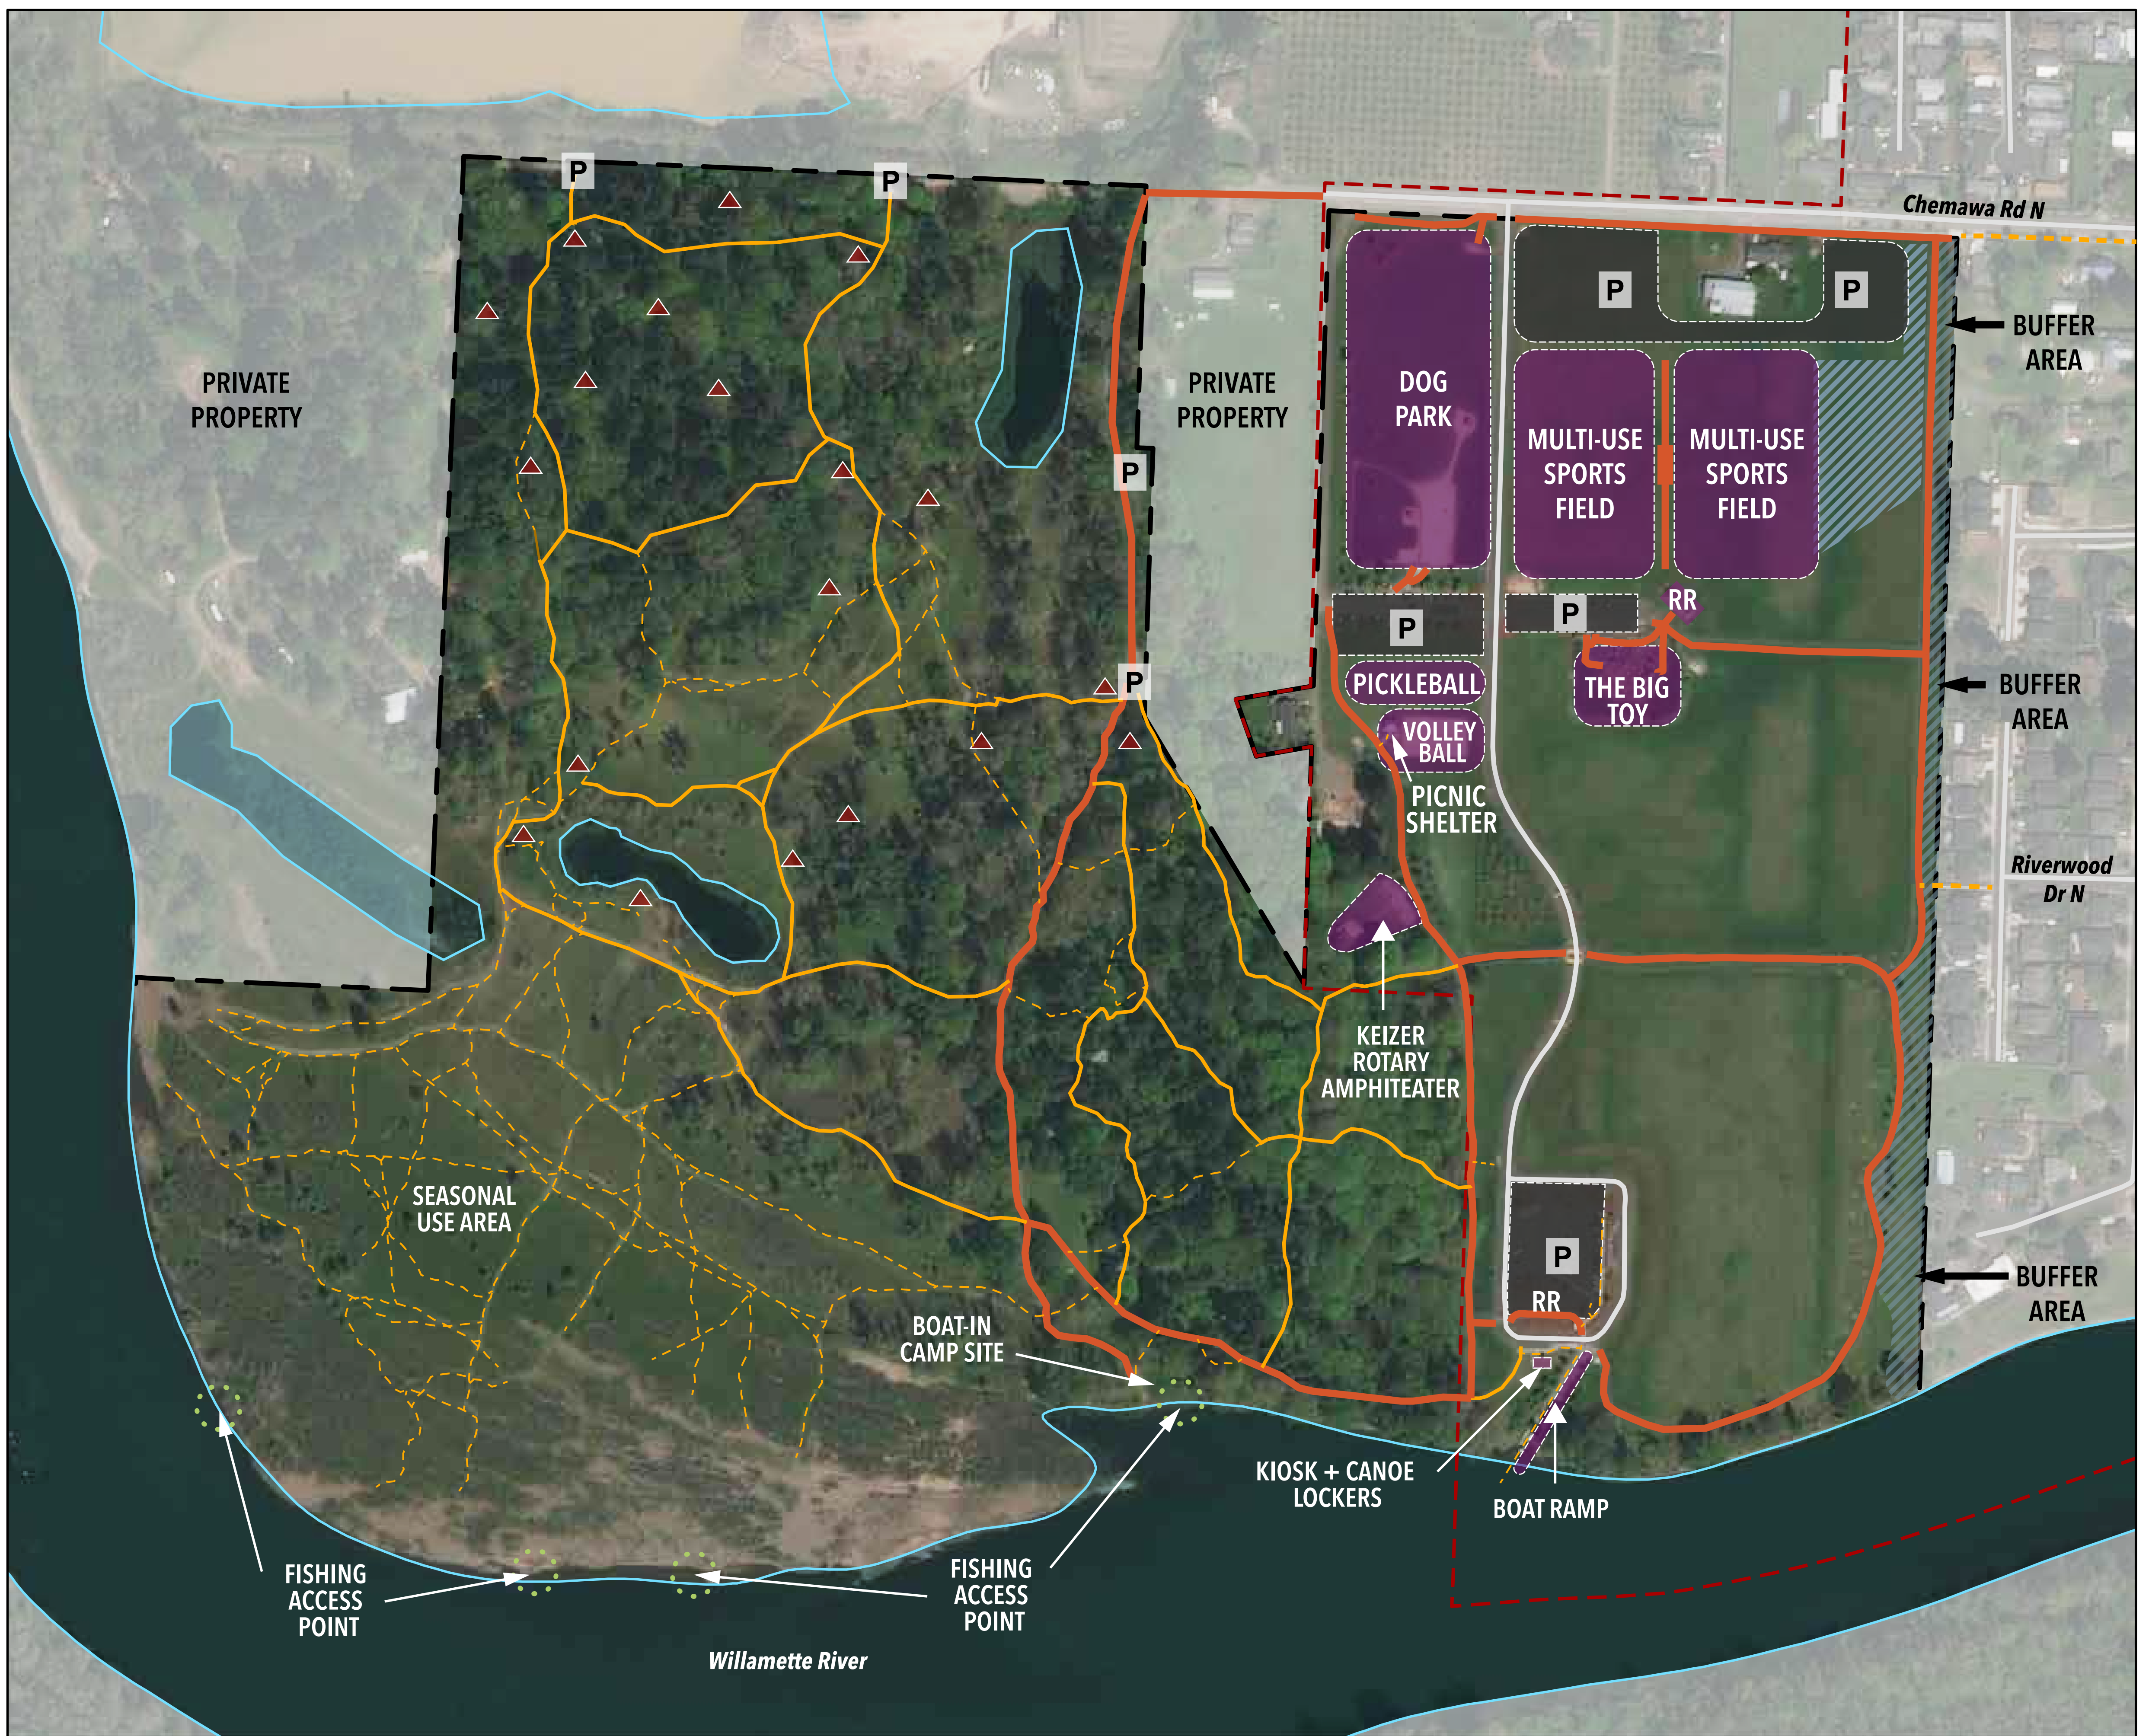 P
P
Chemawa Rd N
P
P
BUFFER
AREA
PRIVATE
PROPERTY
PRIVATE
PROPERTY
DOG
PARK
MULTI-USE
SPORTS
FIELD
MULTI-USE
SPORTS
FIELD
P
RR
P
P
P
PICKLEBALL
THE BIG
TOY
BUFFER
AREA
VOLLEY
BALL
PICNIC
SHELTER
Riverwood
Dr N
KEIZER
ROTARY
AMPHITEATER
SEASONAL
USE AREA
P
RR
BUFFER
AREA
BOAT-IN
CAMP SITE
KIOSK + CANOE
LOCKERS
BOAT RAMP
FISHING
ACCESS
POINT
FISHING
ACCESS
POINT
Willamette River